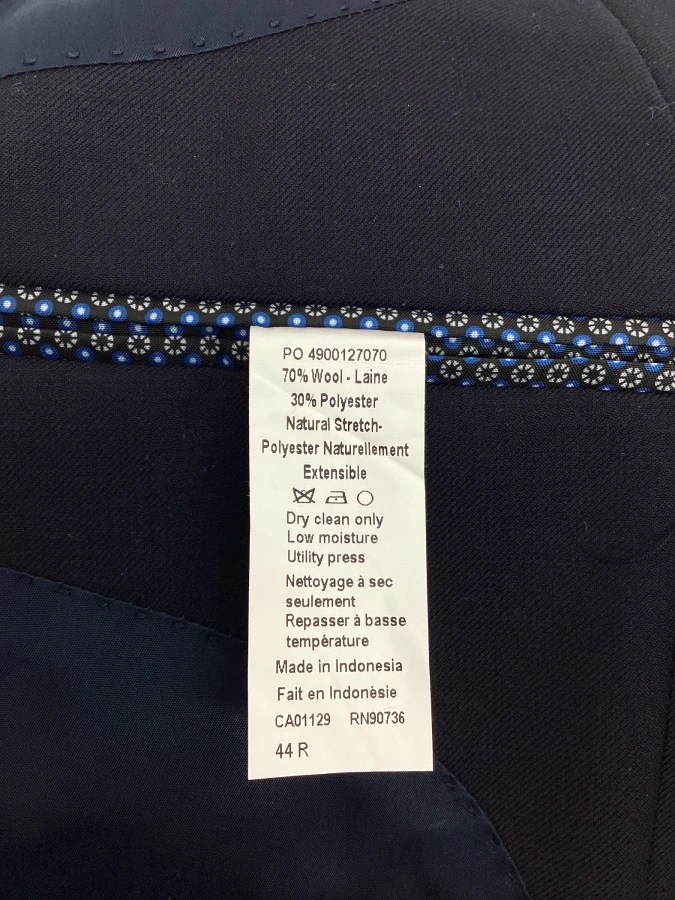 PO 4900127070
70% Wool - Laine
30% Polyester
Natural Stretch-
Polyester Naturellement
Extensible
Dry clean only
Low moisture
Utility press
Nettoyage à sec
seulement
Repasser à basse
température
Made in Indonesia
Fait en Indonésie
CA01129 RN90736
44 R